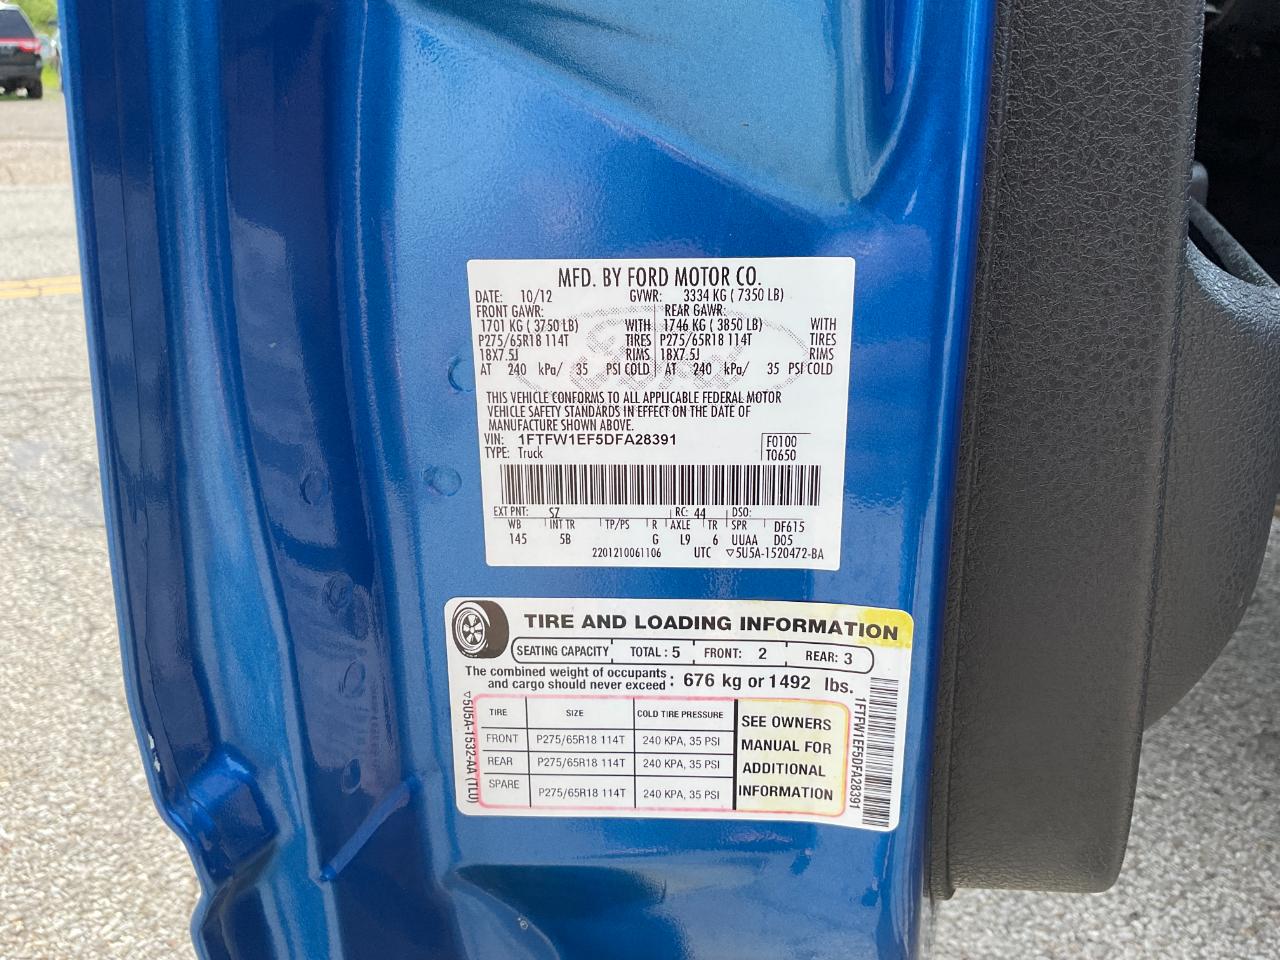 MFD. BY FORD MOTOR CO.
DATE: 10/12 GVWR: 3334 KG ( 7350 LB)
FRONT GAWR: REAR GAWR:
1701 KG ( 3750 LB) WITH 1746 KG ( 3850 LB) WITH
P275/65R18 114T TIRES P275/65R18 114T TIRES
18X7.5J RIMS 18X7.5J RIMS
AT 240 kPa/ 35 PSI COLD AT 240 kPa/ 35 PSI COLD
THIS VEHICLE CONFORMS TO ALL APPLICABLE FEDERAL MOTOR
VEHICLE SAFETY STANDARDS IN EFFECT ON THE DATE OF
MANUFACTURE SHOWN ABOVE.
VIN: 1FTFW1EF5DFA28391 F0100
TYPE: Truck T0650
EXT PNT: SZ RC: 44 DSO:
WB INT TR TP/PS R AXLE TR SPR DF615
145 5B G L9 6 UUAA D05
2201210061106 UTC ▽5U5A-1520472-BA
TIRE AND LOADING INFORMATION
SEATING CAPACITY TOTAL : 5 FRONT: 2 REAR: 3
The combined weight of occupants
and cargo should never exceed : 676 kg or 1492 lbs.
TIRE SIZE COLD TIRE PRESSURE
FRONT P275/65R18 114T 240 KPA, 35 PSI
REAR P275/65R18 114T 240 KPA, 35 PSI
SPARE P275/65R18 114T 240 KPA, 35 PSI
SEE OWNERS
MANUAL FOR
ADDITIONAL
INFORMATION
▽5U5A-1532-AA (TLU)
1FTFW1EF5DFA28391